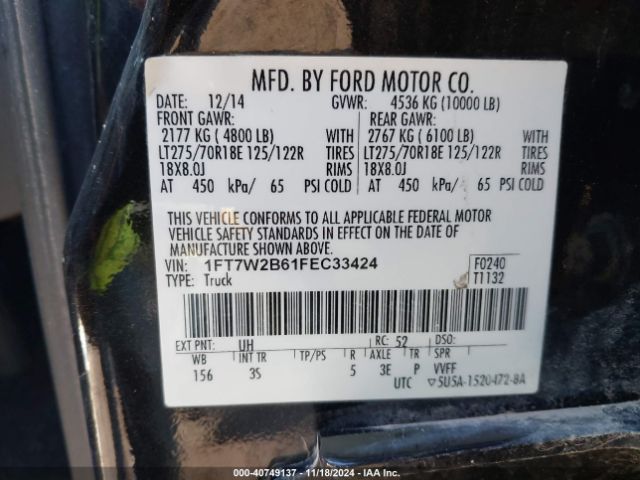 MFD. BY FORD MOTOR CO.
DATE: 12/14 GVWR: 4536 KG (10000 LB)
FRONT GAWR: REAR GAWR:
2177 KG ( 4800 LB) WITH 2767 KG ( 6100 LB) WITH
LT275/70R18E 125/122R TIRES LT275/70R18E 125/122R TIRES
18X8.0J RIMS 18X8.0J RIMS
AT 450 kPa/ 65 PSI COLD AT 450 kPa/ 65 PSI COLD
THIS VEHICLE CONFORMS TO ALL APPLICABLE FEDERAL MOTOR
VEHICLE SAFETY STANDARDS IN EFFECT ON THE DATE OF
MANUFACTURE SHOWN ABOVE.
VIN: 1FT7W2B61FEC33424 F0240
TYPE: Truck T1132
EXT PNT: UH RC: 52 DSO:
WB INT TR TP/PS R AXLE TR SPR
156 3S 5 3E P VVFF
UTC ▽5U5A-1520472-8A
000-40749137 - 11/18/2024 - IAA Inc.